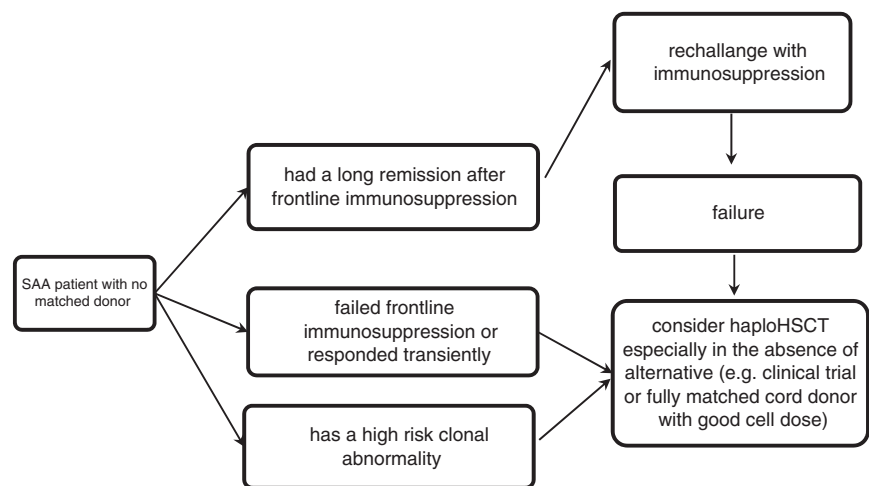 SAA patient with no
matched donor
had a long remission after
frontline immunosuppression
rechallange with
immunosuppression
failure
failed frontline
immunosuppression or
responded transiently
has a high risk clonal
abnormality
consider haploHSCT
especially in the absence of
alternative (e.g. clinical trial
or fully matched cord donor
with good cell dose)